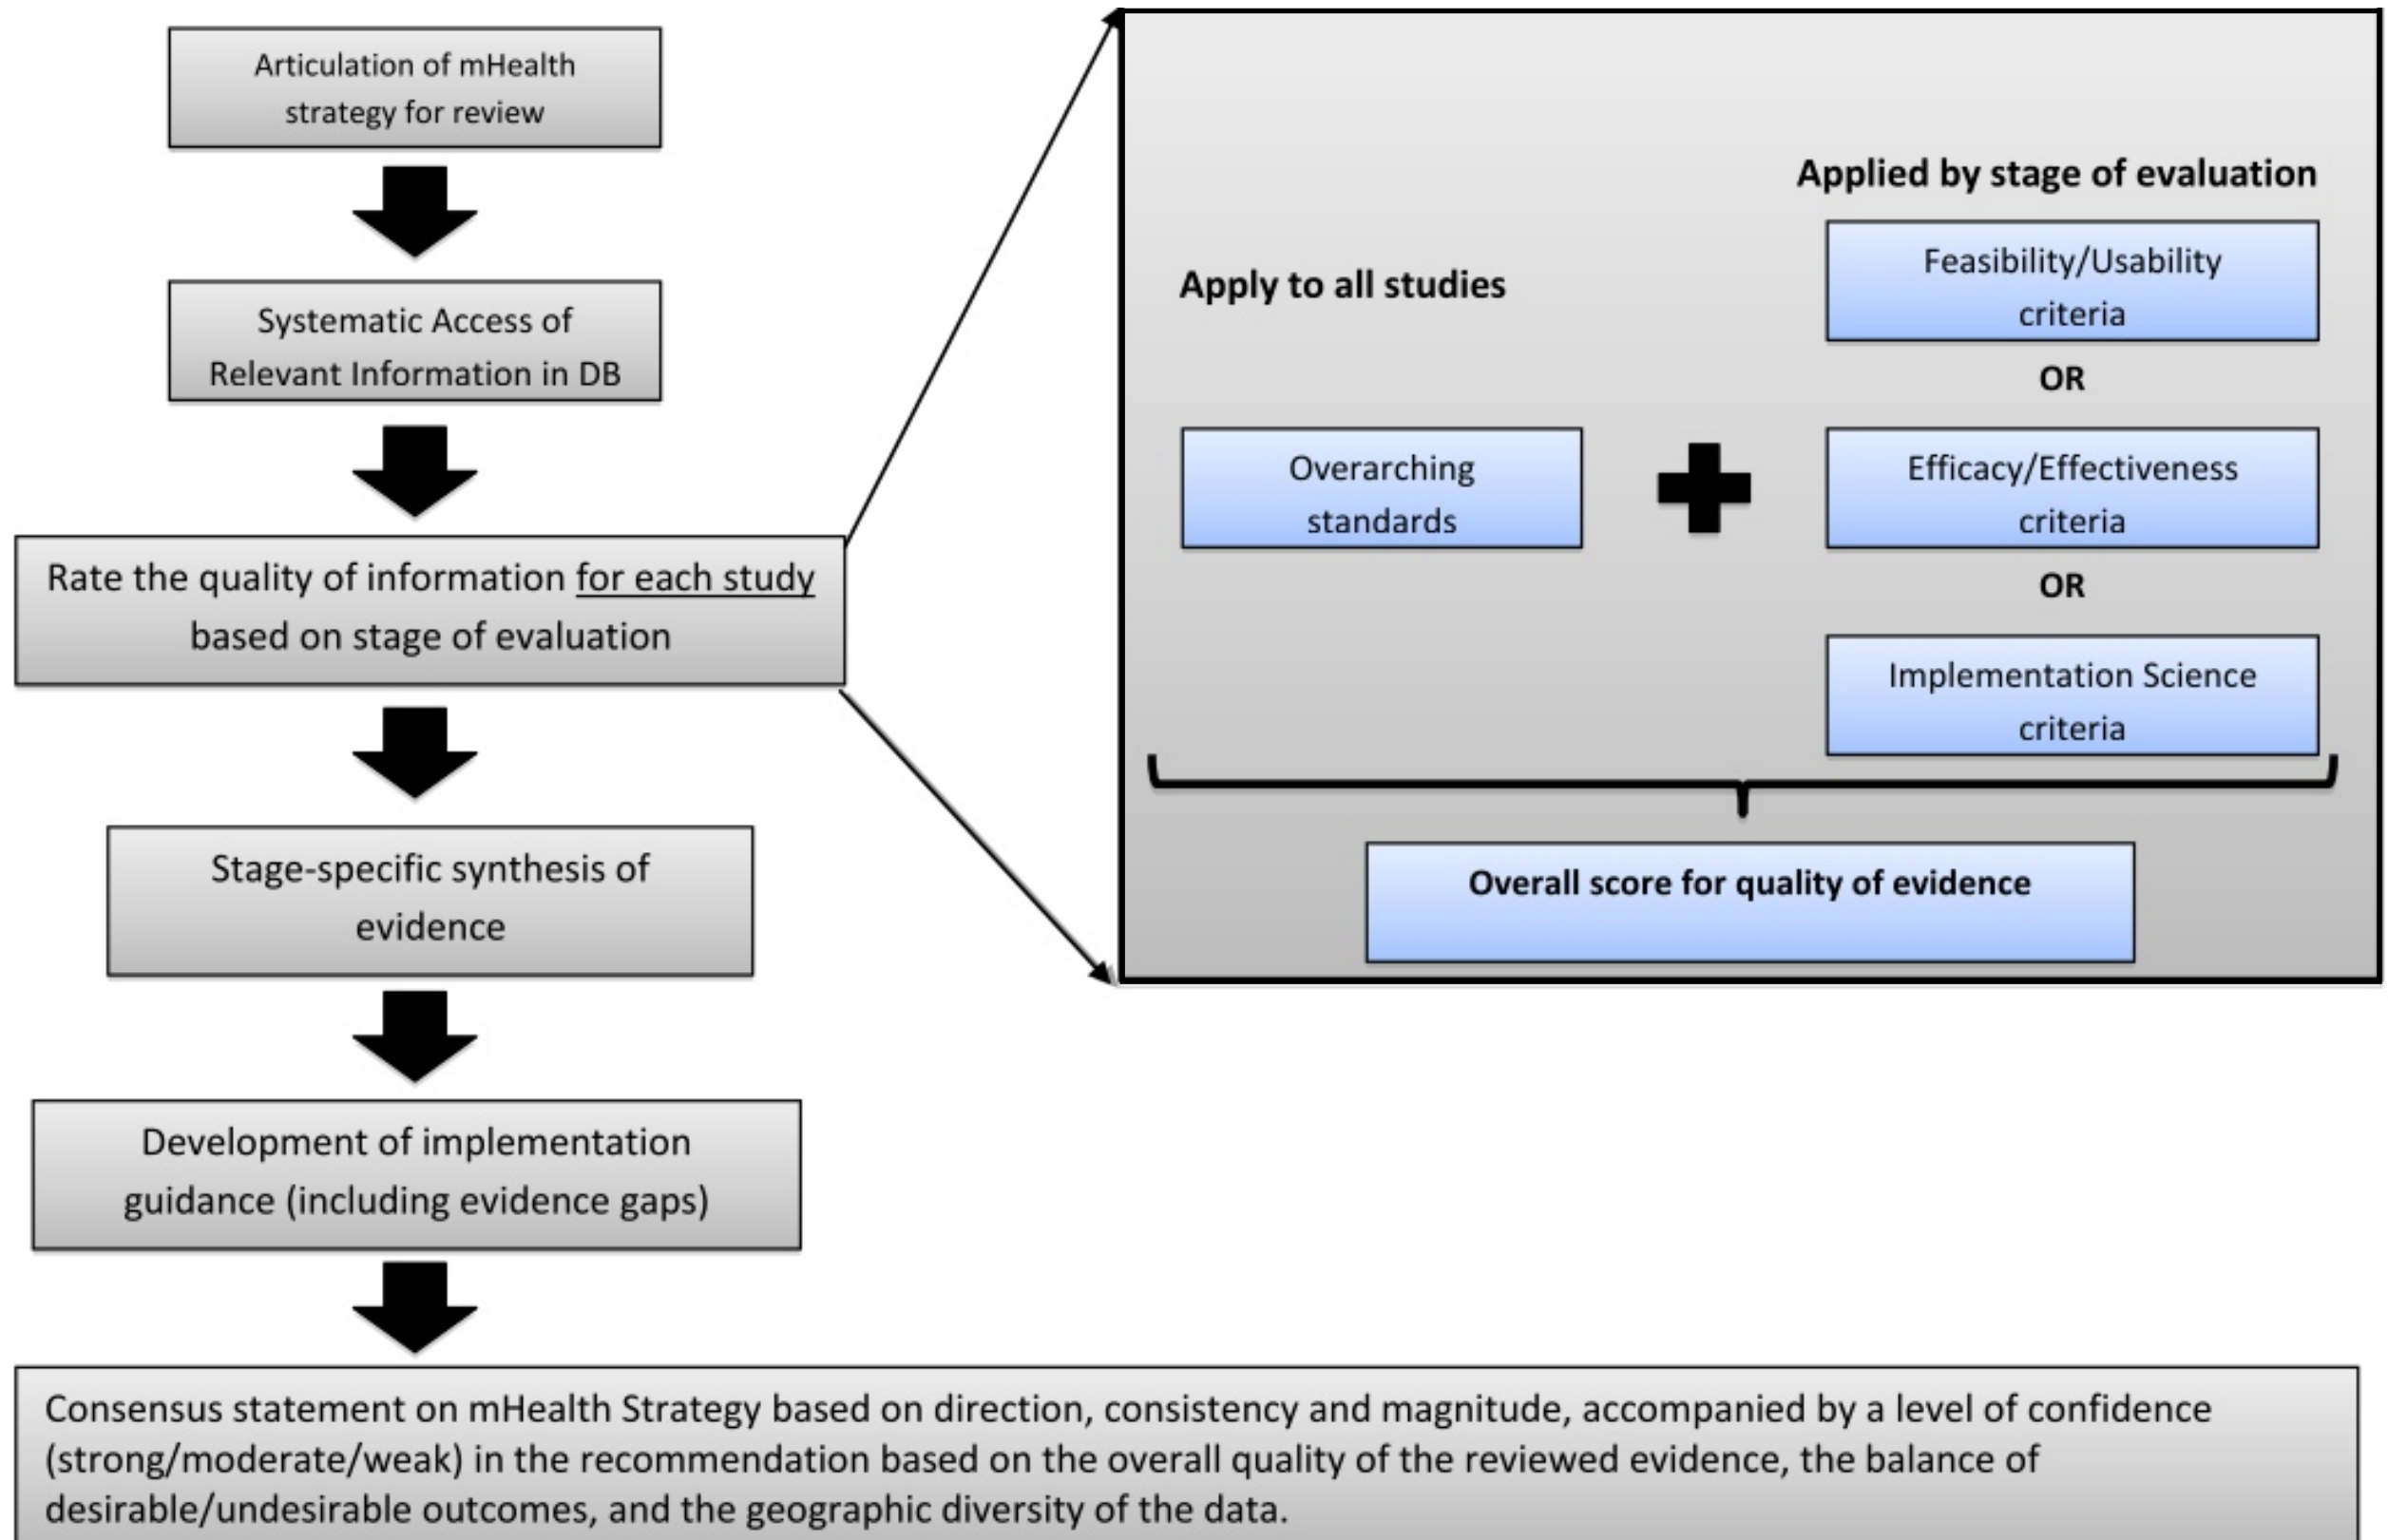 Articulation of mHealth
strategy for review
Systematic Access of
Relevant Information in DB
Rate the quality of information for each study
based on stage of evaluation
Stage-specific synthesis of
evidence
Development of implementation
guidance (including evidence gaps)
Consensus statement on mHealth Strategy based on direction, consistency and magnitude, accompanied by a level of confidence
(strong/moderate/weak) in the recommendation based on the overall quality of the reviewed evidence, the balance of
desirable/undesirable outcomes, and the geographic diversity of the data.
Apply to all studies
Overarching
standards
Applied by stage of evaluation
Feasibility/Usability
criteria
OR
Efficacy/Effectiveness
criteria
OR
Implementation Science
criteria
Overall score for quality of evidence